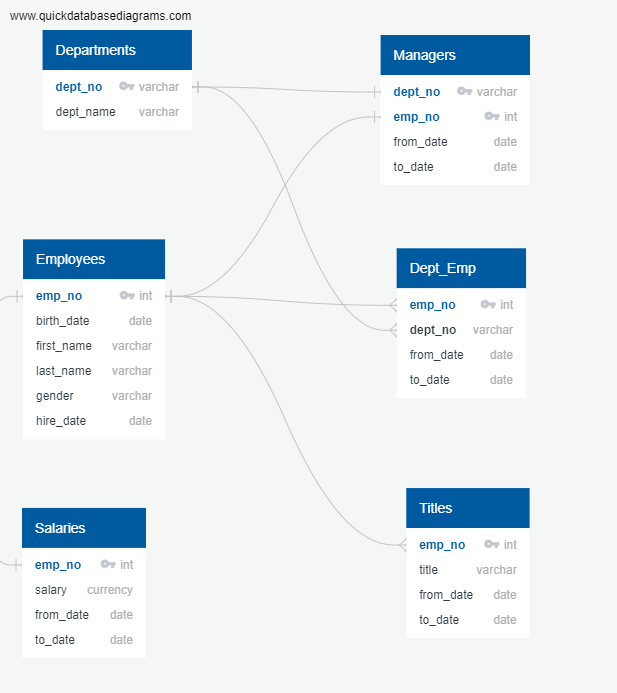 www.quickdatabasediagrams.com
Departments
dept_no varchar
dept_name varchar
Managers
dept_no varchar
emp_no int
from_date date
to_date date
Employees
emp_no int
birth_date date
first_name varchar
last_name varchar
gender varchar
hire_date date
Dept_Emp
emp_no int
dept_no varchar
from_date date
to_date date
Salaries
emp_no int
salary currency
from_date date
to_date date
Titles
emp_no int
title varchar
from_date date
to_date date